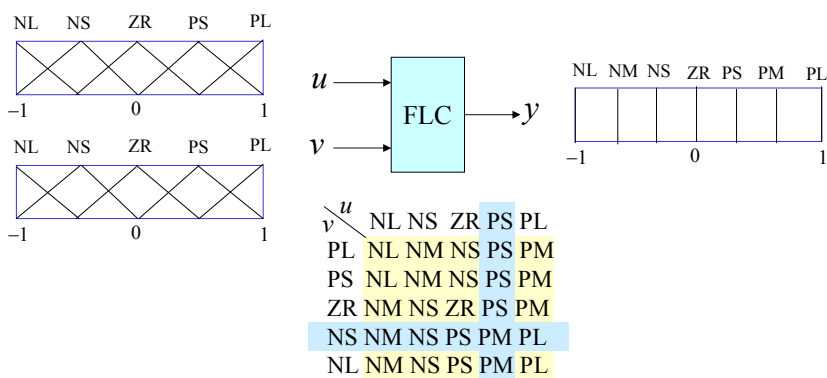 NL NS ZR PS PL
−1 0 1
NL NS ZR PS PL
−1 0 1
u
v
FLC
y
NL NM NS ZR PS PM PL
−1 0 1
u
v
NL NS ZR PS PL
PL NL NM NS PS PM
PS NL NM NS PS PM
ZR NM NS ZR PS PM
NS NM NS PS PM PL
NL NM NS PS PM PL